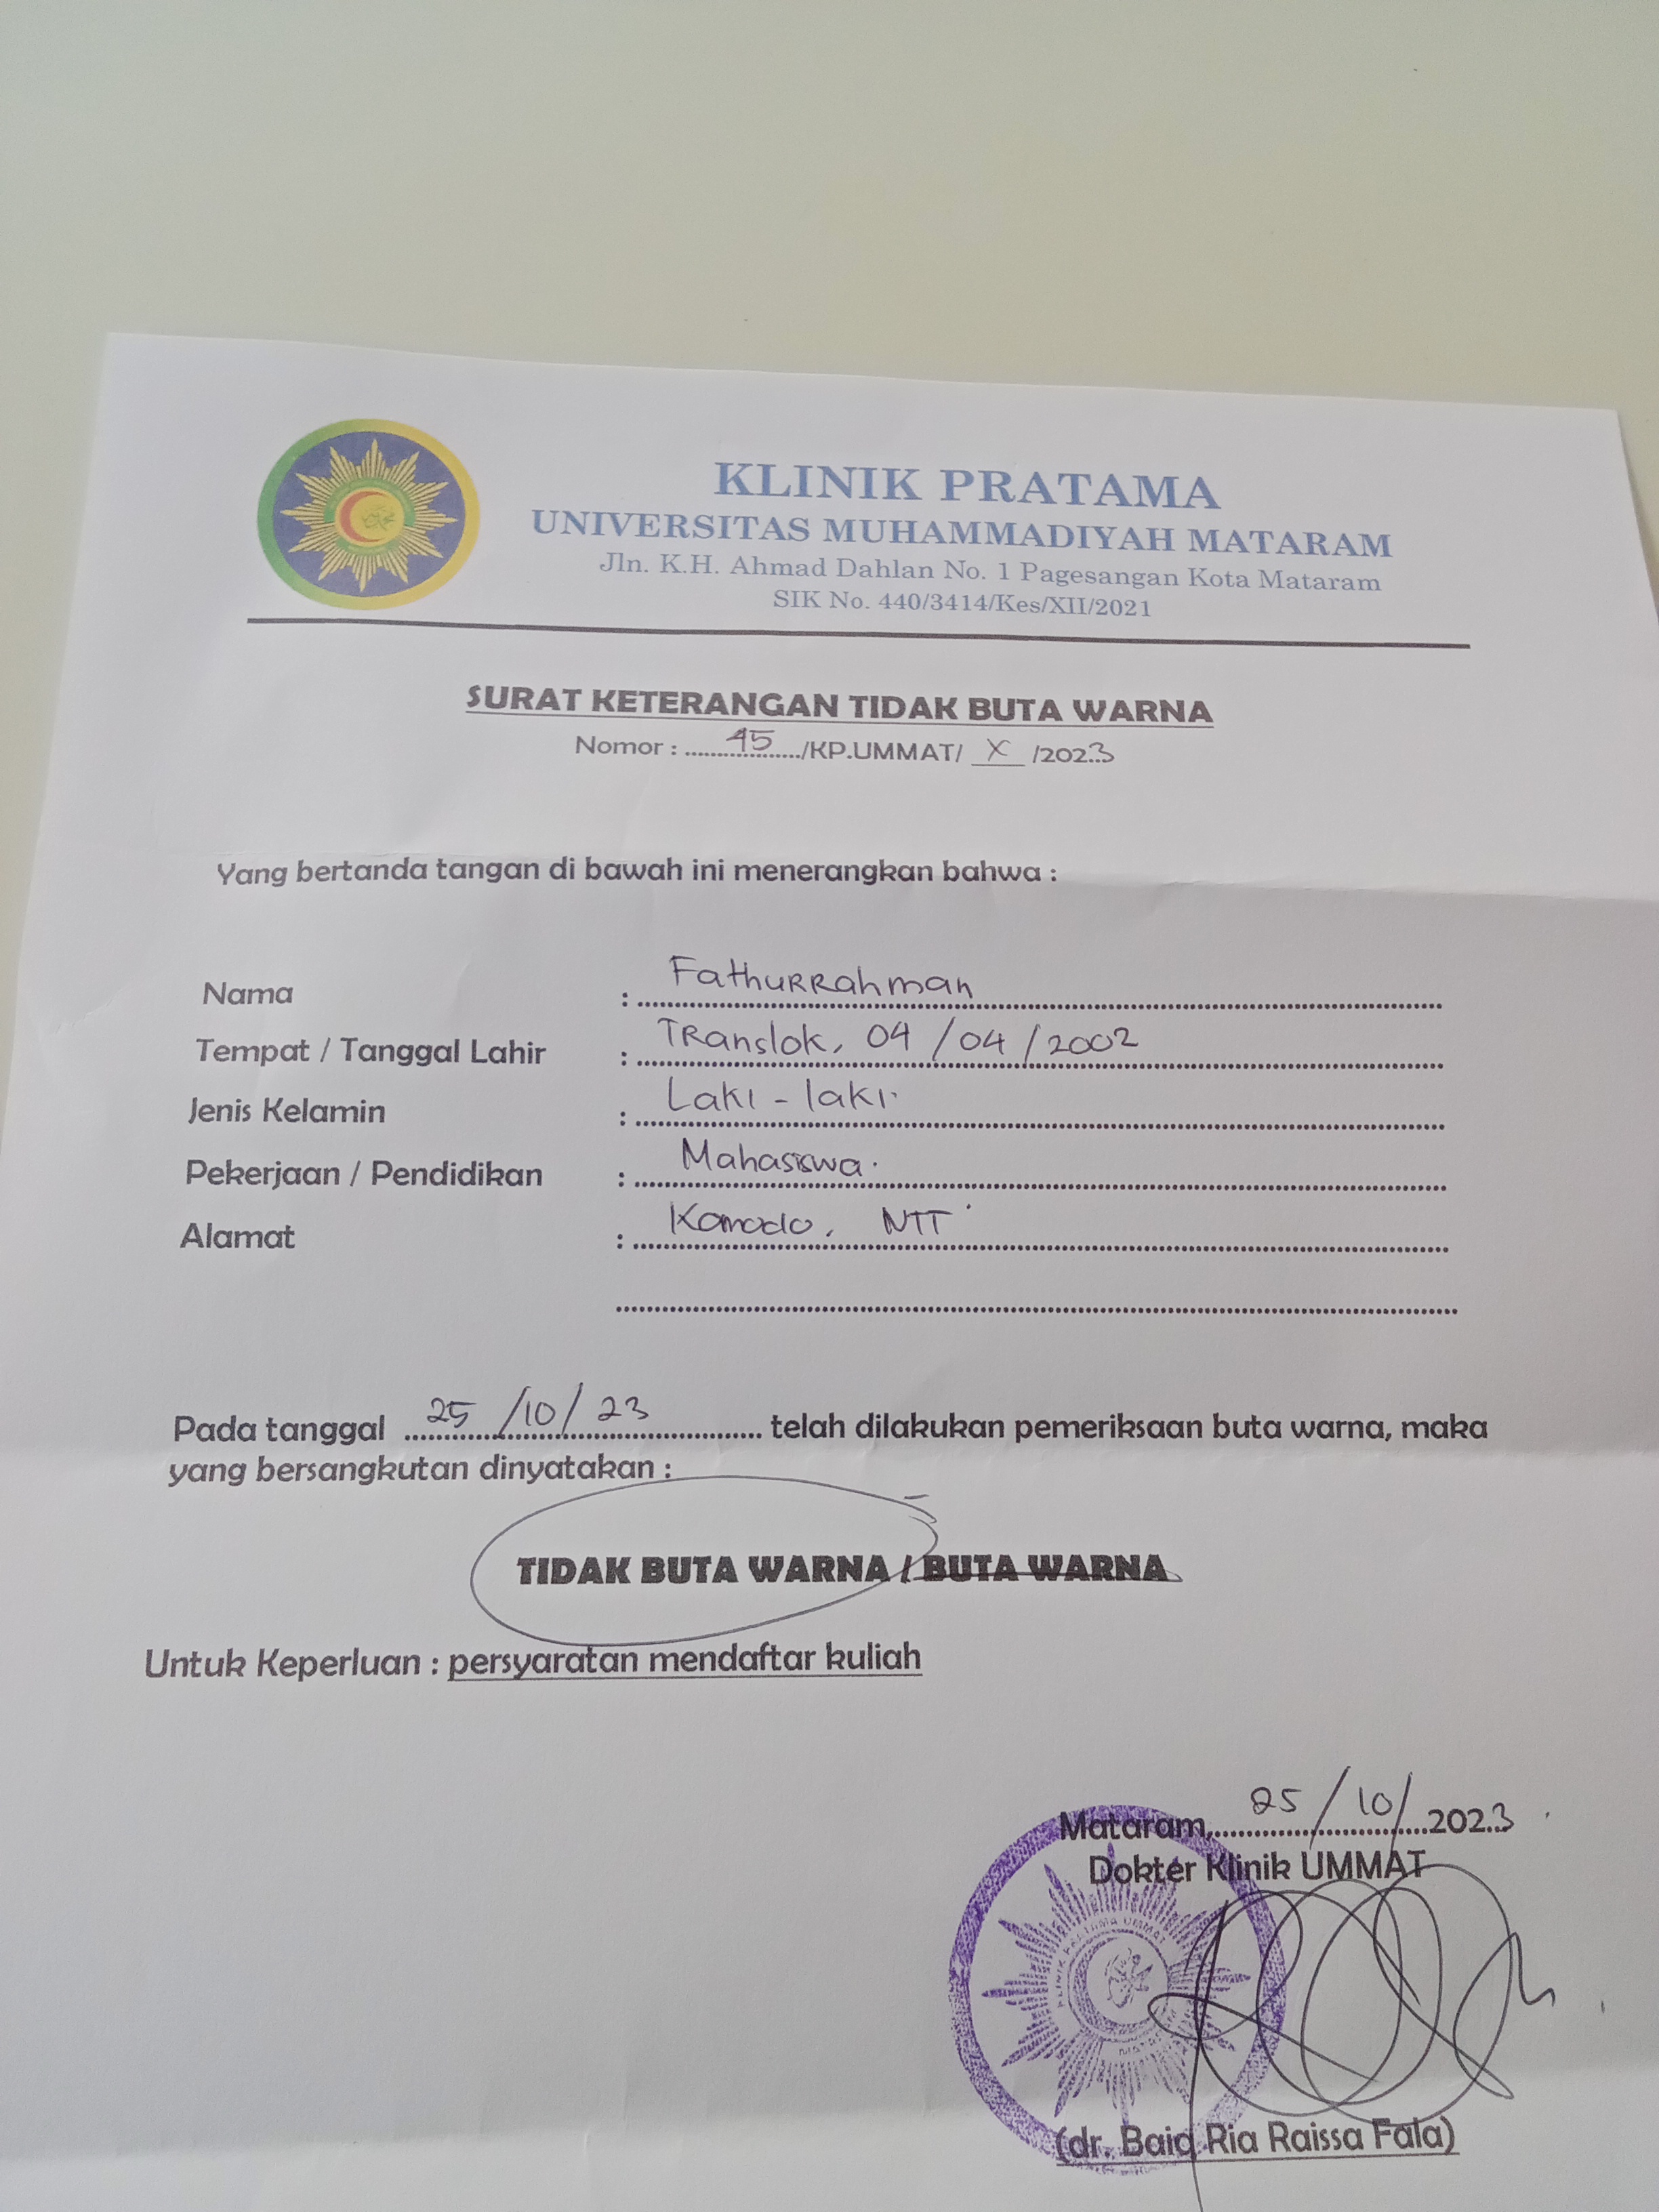 KLINIK PRATAMA
UNIVERSITAS MUHAMMADIYAH MATARAM
Jln. K.H. Ahmad Dahlan No. 1 Pagesangan Kota Mataram
SIK No. 440/3414/Kes/XII/2021
SURAT KETERANGAN TIDAK BUTA WARNA
Nomor : 45 /KP.UMMAT/ X /2023
Yang bertanda tangan di bawah ini menerangkan bahwa :
Nama : Fathurrahman
Tempat / Tanggal Lahir : Translok, 04 / 04 / 2002
Jenis Kelamin : Laki - laki
Pekerjaan / Pendidikan : Mahasiswa.
Alamat : Komodo, NTT
Pada tanggal 25 / 10 / 23 telah dilakukan pemeriksaan buta warna, maka
yang bersangkutan dinyatakan :
TIDAK BUTA WARNA / BUTA WARNA
Untuk Keperluan : persyaratan mendaftar kuliah
Mataram, 25 / 10 / 2023
Dokter Klinik UMMAT
KLINIK PRATAMA UMMAT
(dr. Baiq Ria Raissa Fala)